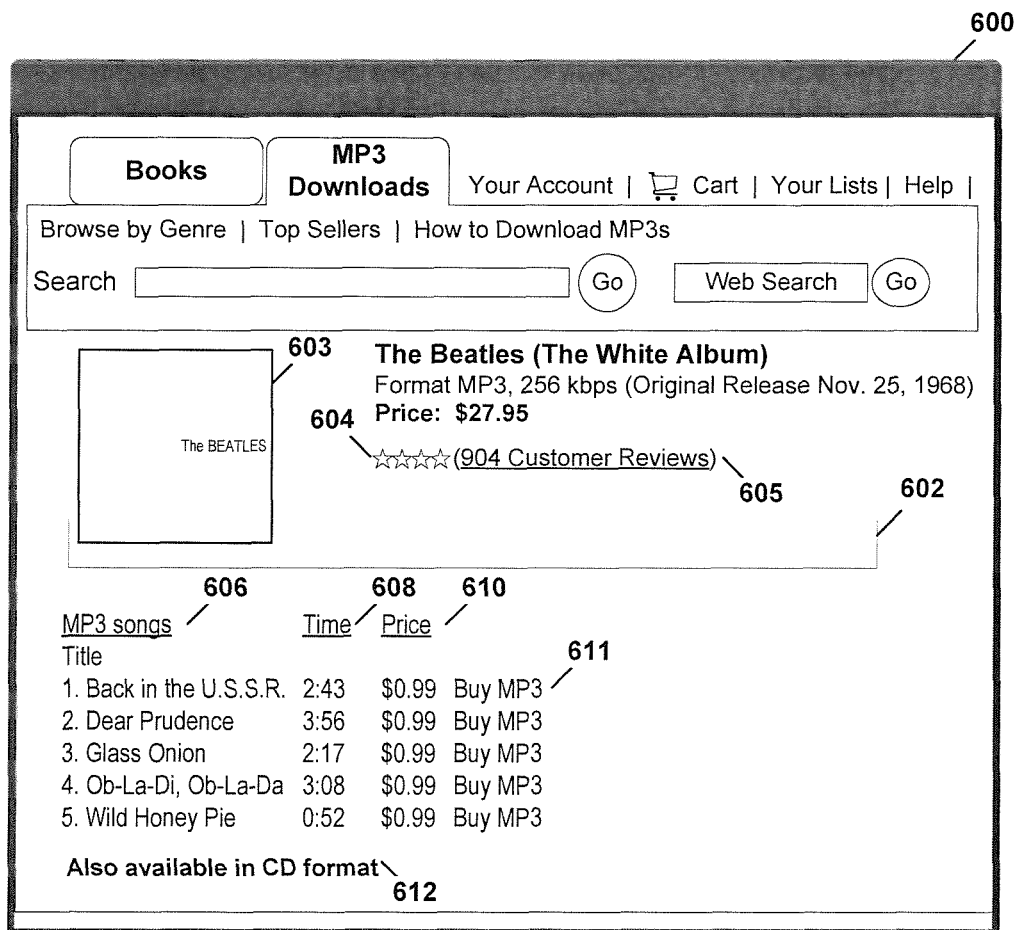 600
Books
MP3
Downloads
Your Account | Cart | Your Lists | Help |
Browse by Genre | Top Sellers | How to Download MP3s
Search Go Web Search Go
603
The Beatles (The White Album)
Format MP3, 256 kbps (Original Release Nov. 25, 1968)
Price: $27.95
604
The BEATLES
☆☆☆☆(904 Customer Reviews)
605
602
606 608 610
MP3 songs Time Price
Title
611
1. Back in the U.S.S.R. 2:43 $0.99 Buy MP3
2. Dear Prudence 3:56 $0.99 Buy MP3
3. Glass Onion 2:17 $0.99 Buy MP3
4. Ob-La-Di, Ob-La-Da 3:08 $0.99 Buy MP3
5. Wild Honey Pie 0:52 $0.99 Buy MP3
Also available in CD format
612